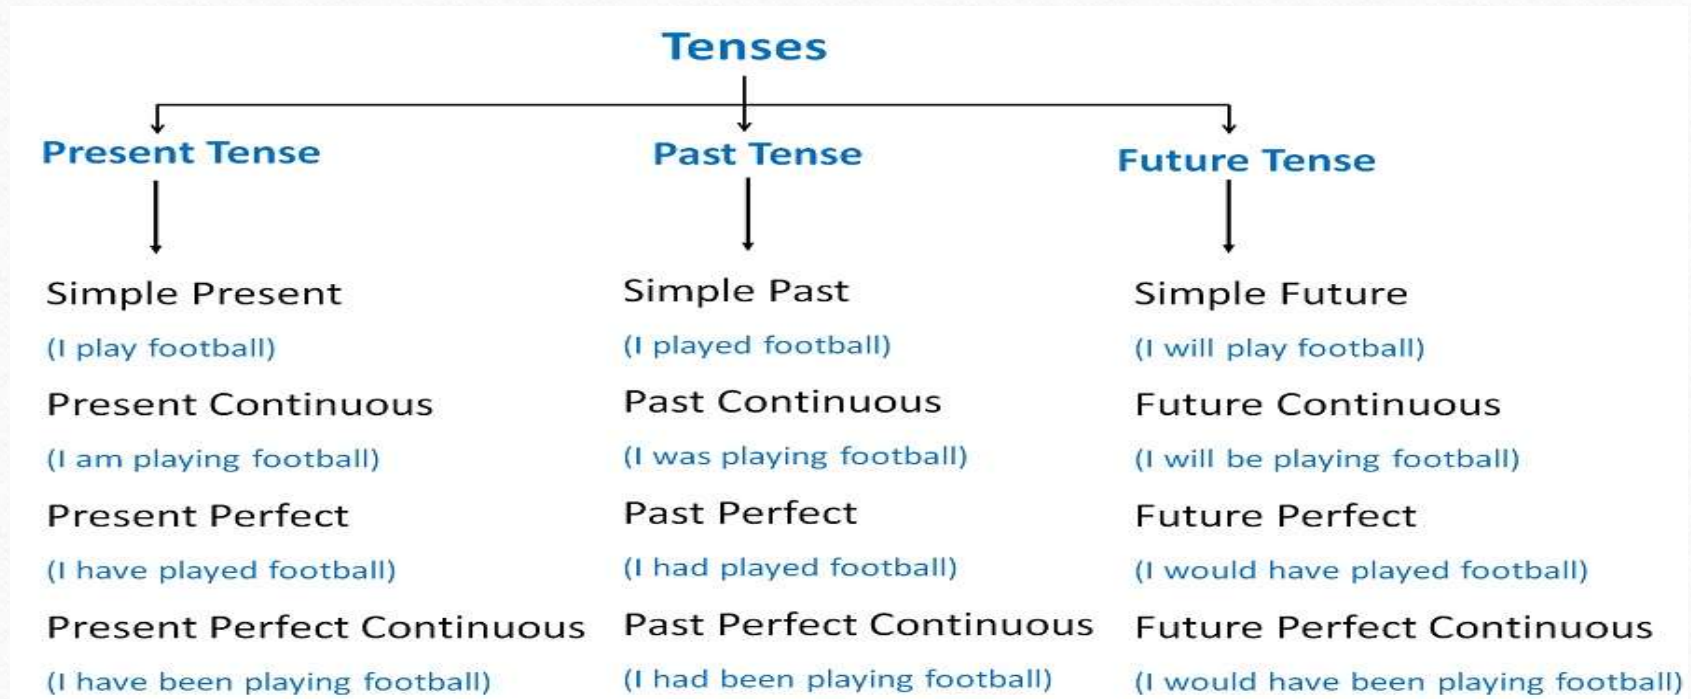 Tenses
Present Tense
Past Tense
Future Tense
Simple Present
(I play football)
Present Continuous
(I am playing football)
Present Perfect
(I have played football)
Present Perfect Continuous
(I have been playing football)
Simple Past
(I played football)
Past Continuous
(I was playing football)
Past Perfect
(I had played football)
Past Perfect Continuous
(I had been playing football)
Simple Future
(I will play football)
Future Continuous
(I will be playing football)
Future Perfect
(I would have played football)
Future Perfect Continuous
(I would have been playing football)